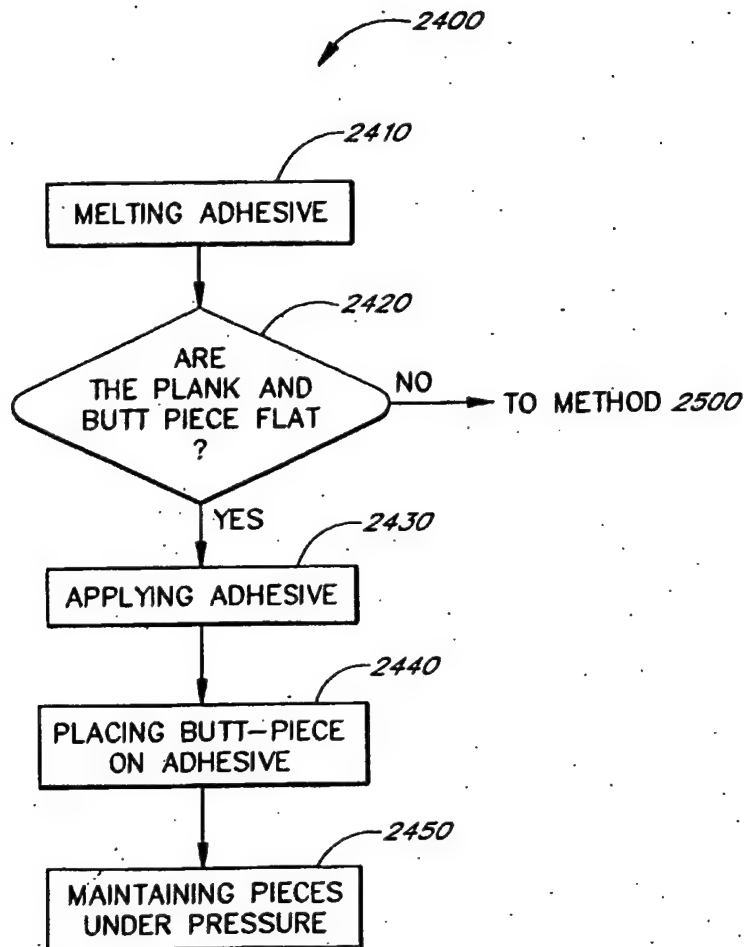 2400
2410
MELTING ADHESIVE
2420
ARE
THE PLANK AND
BUTT PIECE FLAT
?
NO
TO METHOD 2500
YES
2430
APPLYING ADHESIVE
2440
PLACING BUTT-PIECE
ON ADHESIVE
2450
MAINTAINING PIECES
UNDER PRESSURE